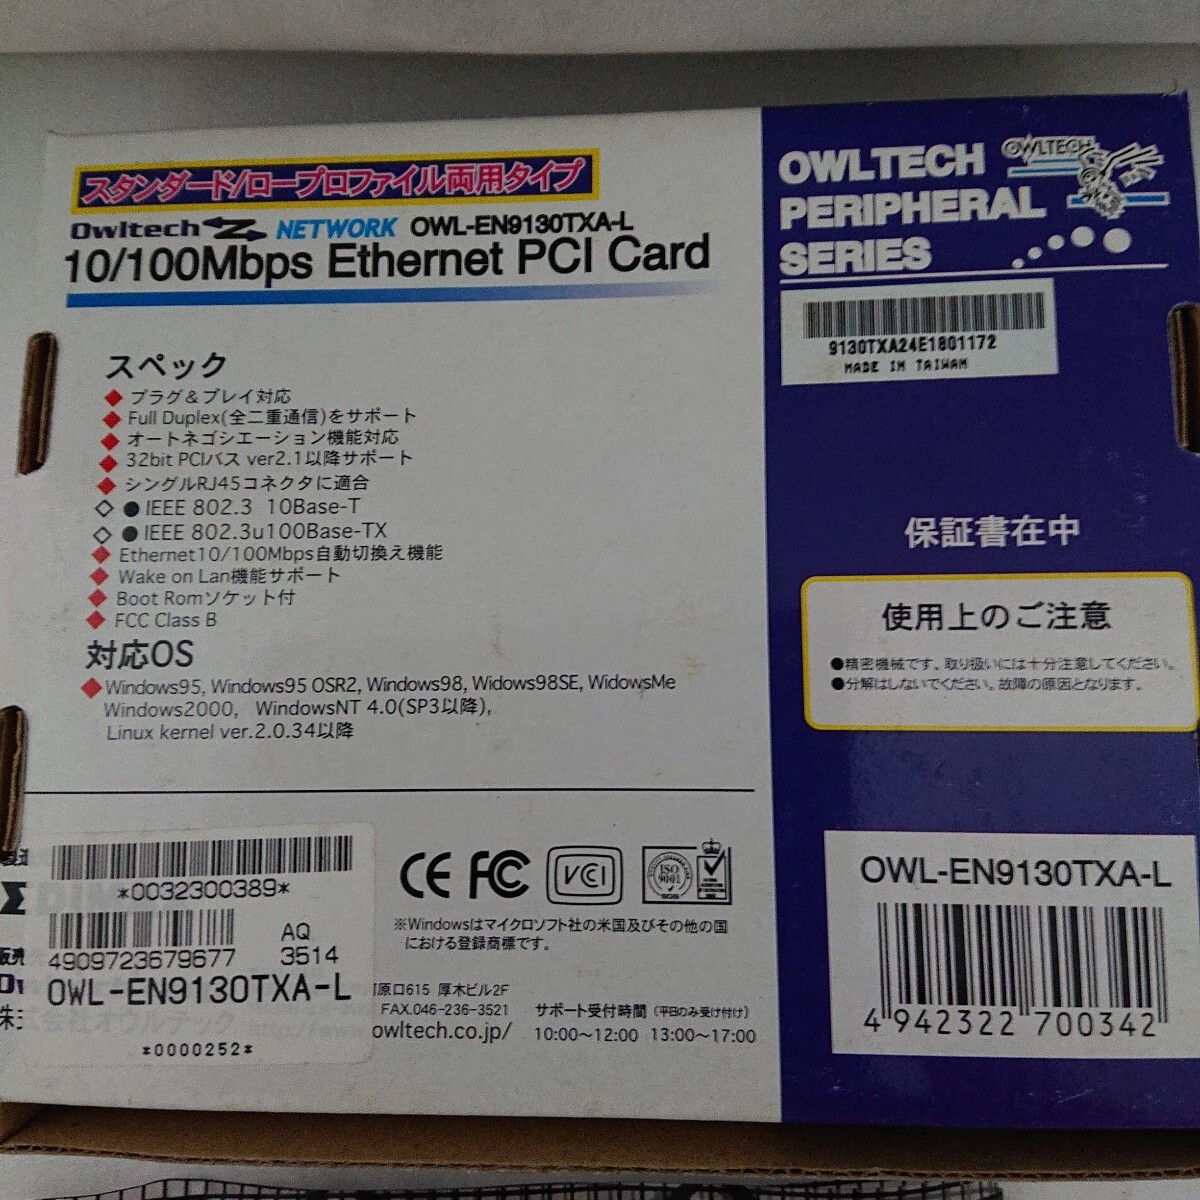 スタンダード/ロープロファイル両用タイプ
Owltech NETWORK OWL-EN9130TXA-L
10/100Mbps Ethernet PCI Card
スペック
プラグ&プレイ対応
Full Duplex(全二重通信)をサポート
オートネゴシエーション機能対応
32bit PCIバス ver2.1以降サポート
シングルRJ45コネクタに適合
◇ ●IEEE 802.3 10Base-T
◇ ●IEEE 802.3u100Base-TX
Ethernet10/100Mbps自動切換え機能
Wake on Lan機能サポート
Boot Romソケット付
FCC Class B
対応OS
Windows95, Windows95 OSR2, Windows98, Widows98SE, WidowsMe
Windows2000, WindowsNT 4.0(SP3以降),
Linux kernel ver.2.0.34以降
*0032300389*
AQ
4909723679677 3514
OWL-EN9130TXA-L
株式会社オウルテック
*0000252*
CE FC VCCI ISO 9001 SGS
※Windowsはマイクロソフト社の米国及びその他の国
における登録商標です。
原口615 厚木ビル2F
FAX.046-236-3521
http://www.owltech.co.jp/
サポート受付時間(平日のみ受け付け)
10:00〜12:00 13:00〜17:00
OWLTECH
PERIPHERAL
SERIES
OWLTECH
9130TXA24E1801172
MADE IN TAIWAN
保証書在中
使用上のご注意
●精密機械です。取り扱いには十分注意してください。
●分解はしないでください。故障の原因となります。
OWL-EN9130TXA-L
4 942322 700342